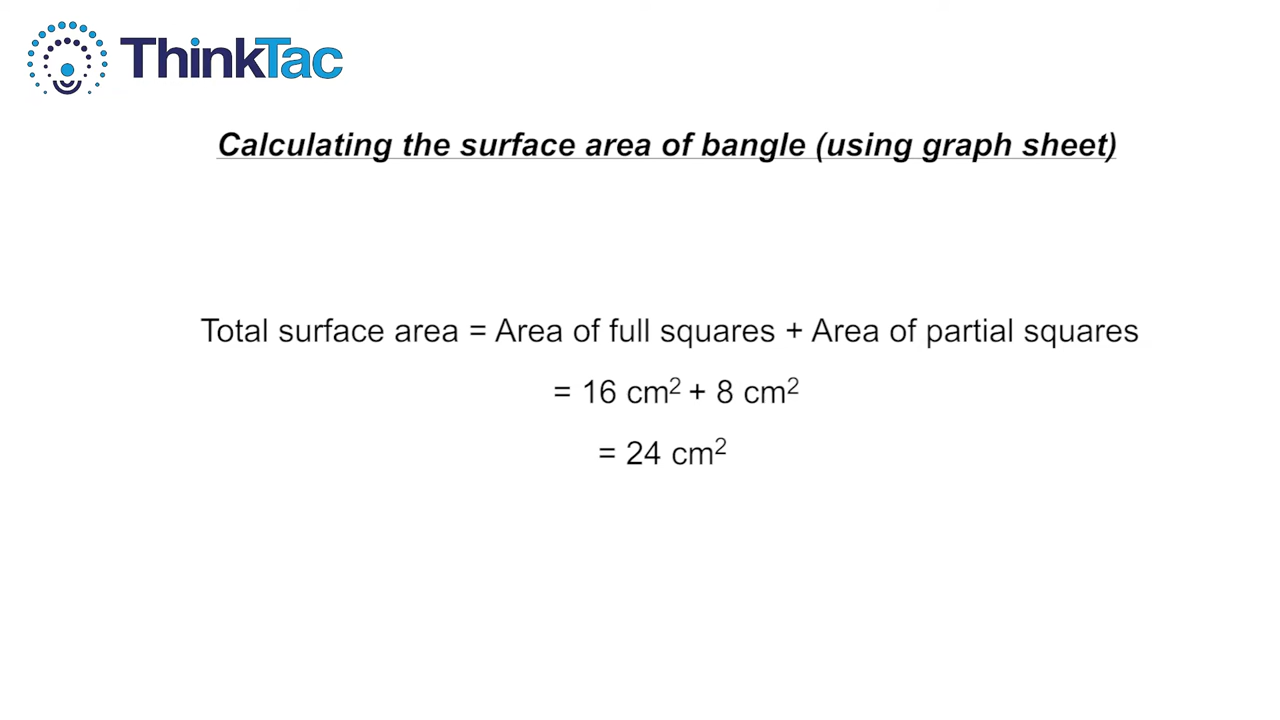 ThinkTac
Calculating the surface area of bangle (using graph sheet)
Total surface area = Area of full squares + Area of partial squares
= 16 cm² + 8 cm²
= 24 cm²